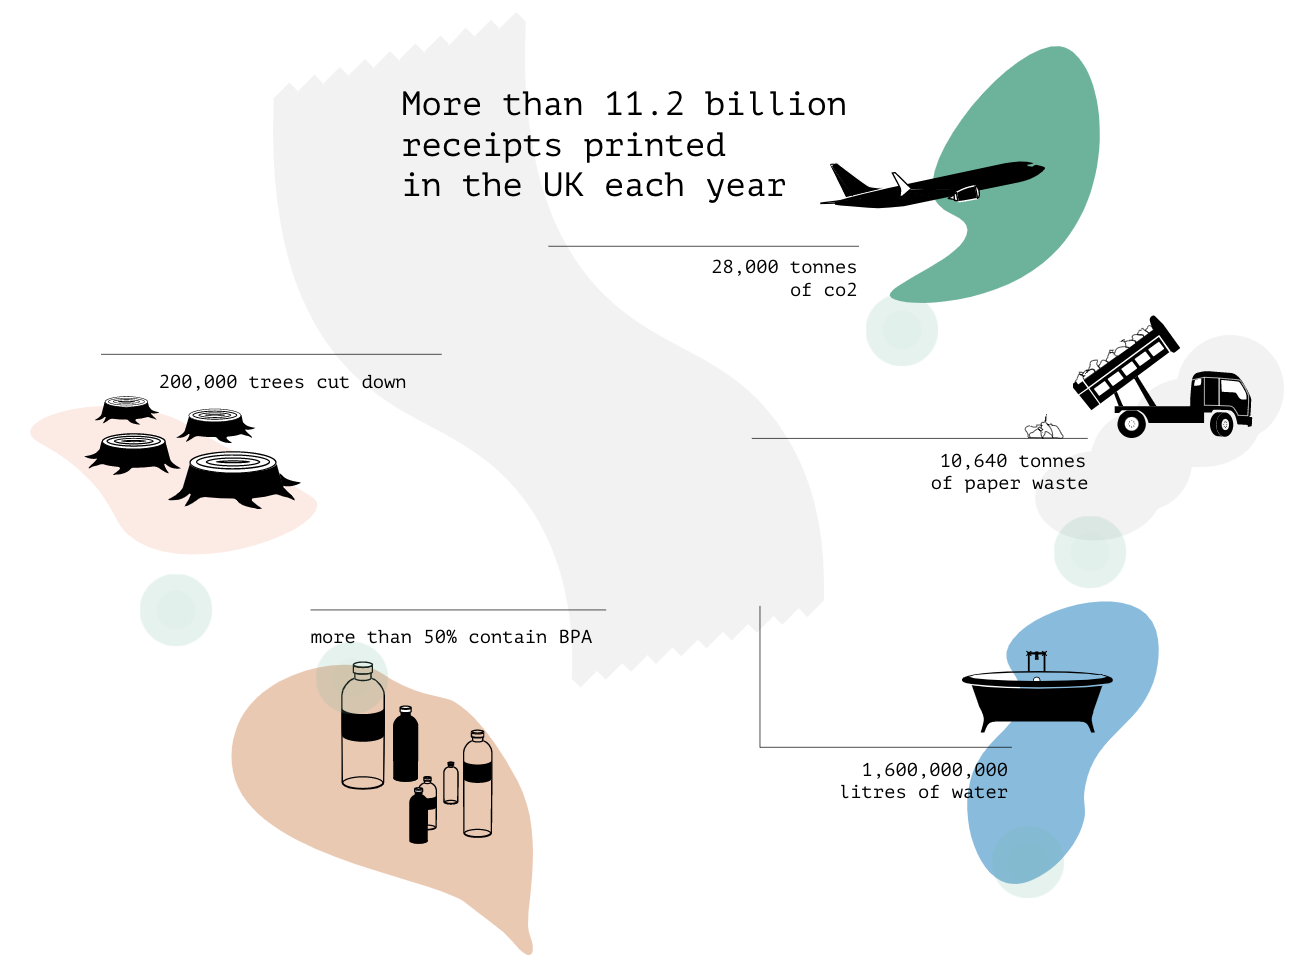 More than 11.2 billion
receipts printed
in the UK each year
28,000 tonnes
of co2
200,000 trees cut down
10,640 tonnes
of paper waste
more than 50% contain BPA
1,600,000,000
litres of water